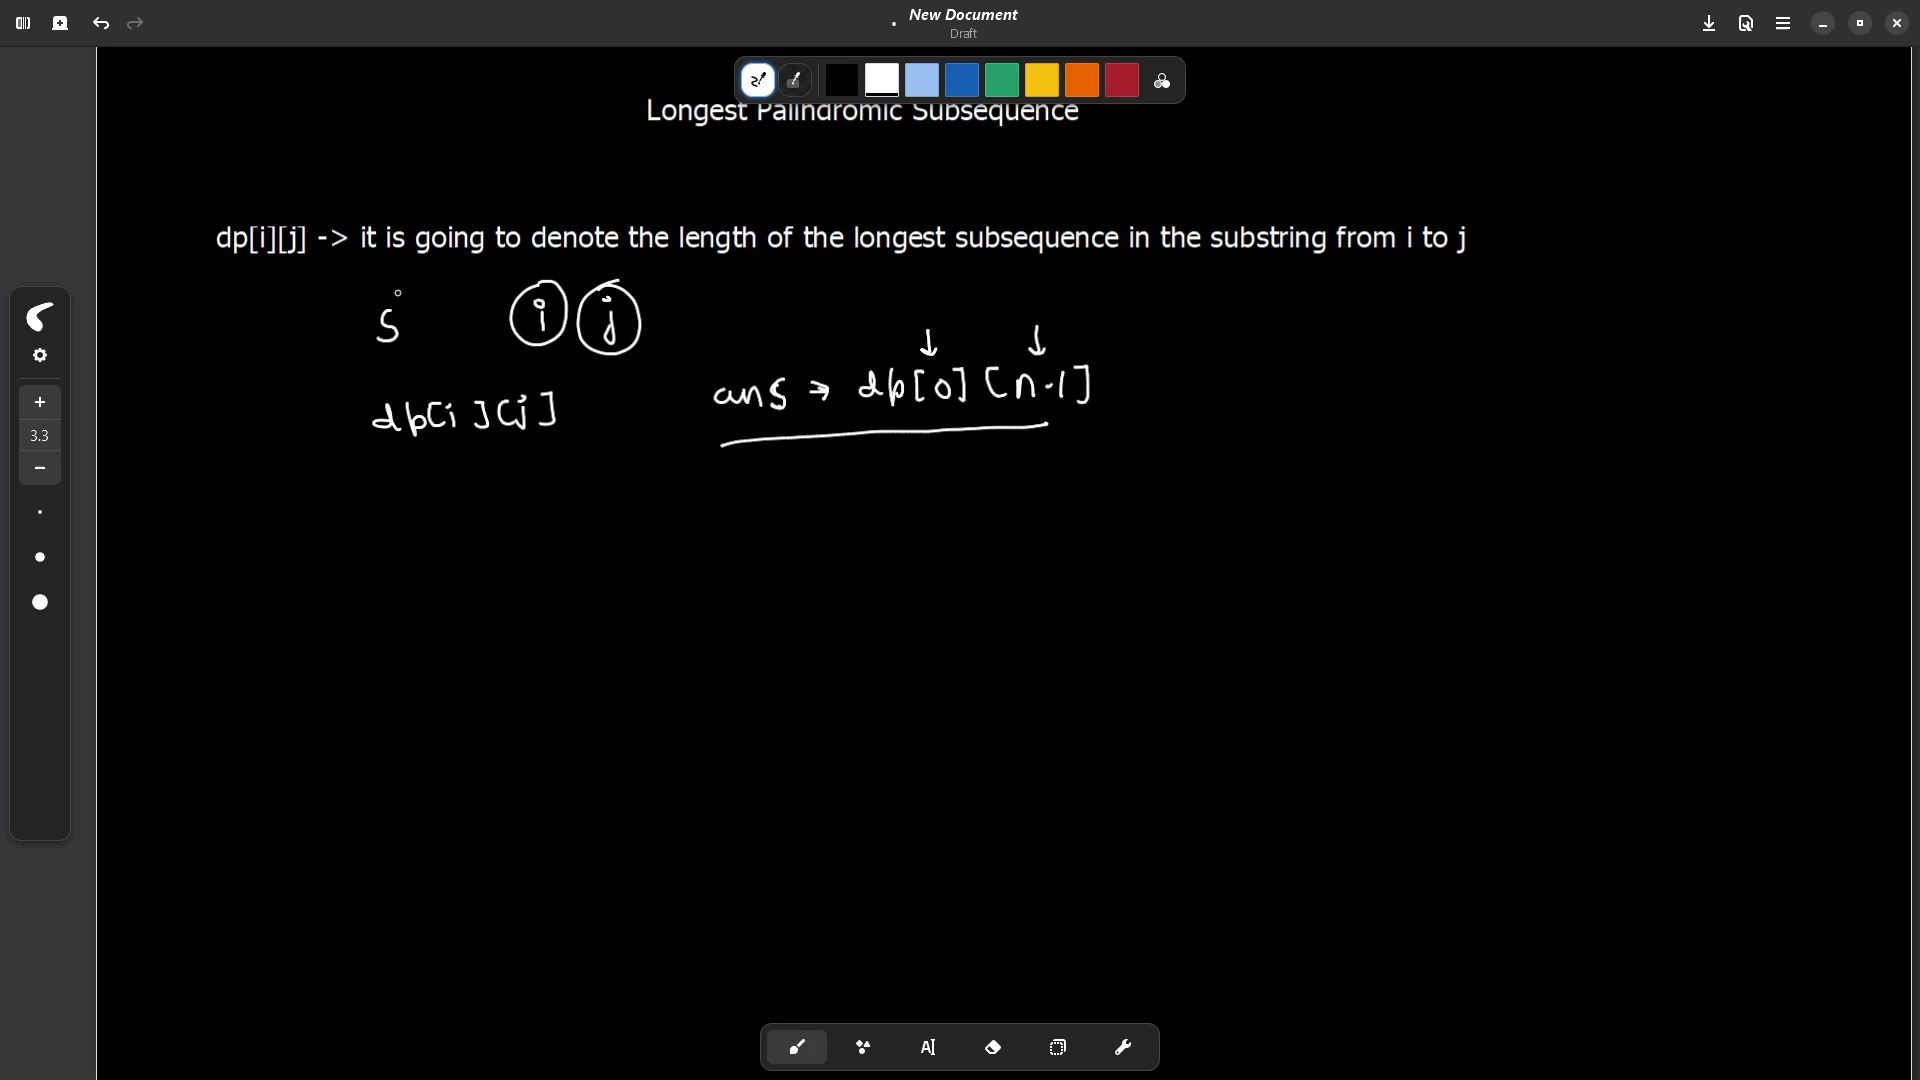 New Document
Draft
Longest Palindromic Subsequence
dp[i][j] -> it is going to denote the length of the longest subsequence in the substring from i to j
S i j
ans → dp[0][n-1]
dp[i][j]
3.3